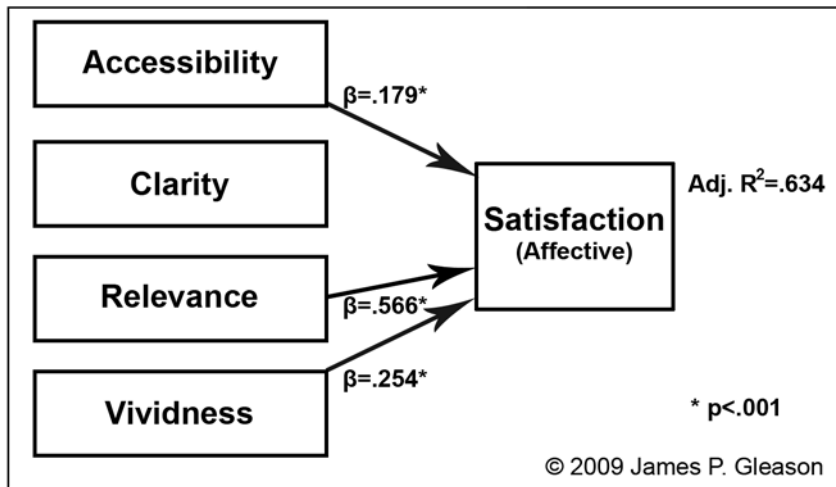 Accessibility
β=.179*
Clarity
Satisfaction
(Affective)
Adj. R²=.634
Relevance
β=.566*
Vividness
β=.254*
* p<.001
© 2009 James P. Gleason